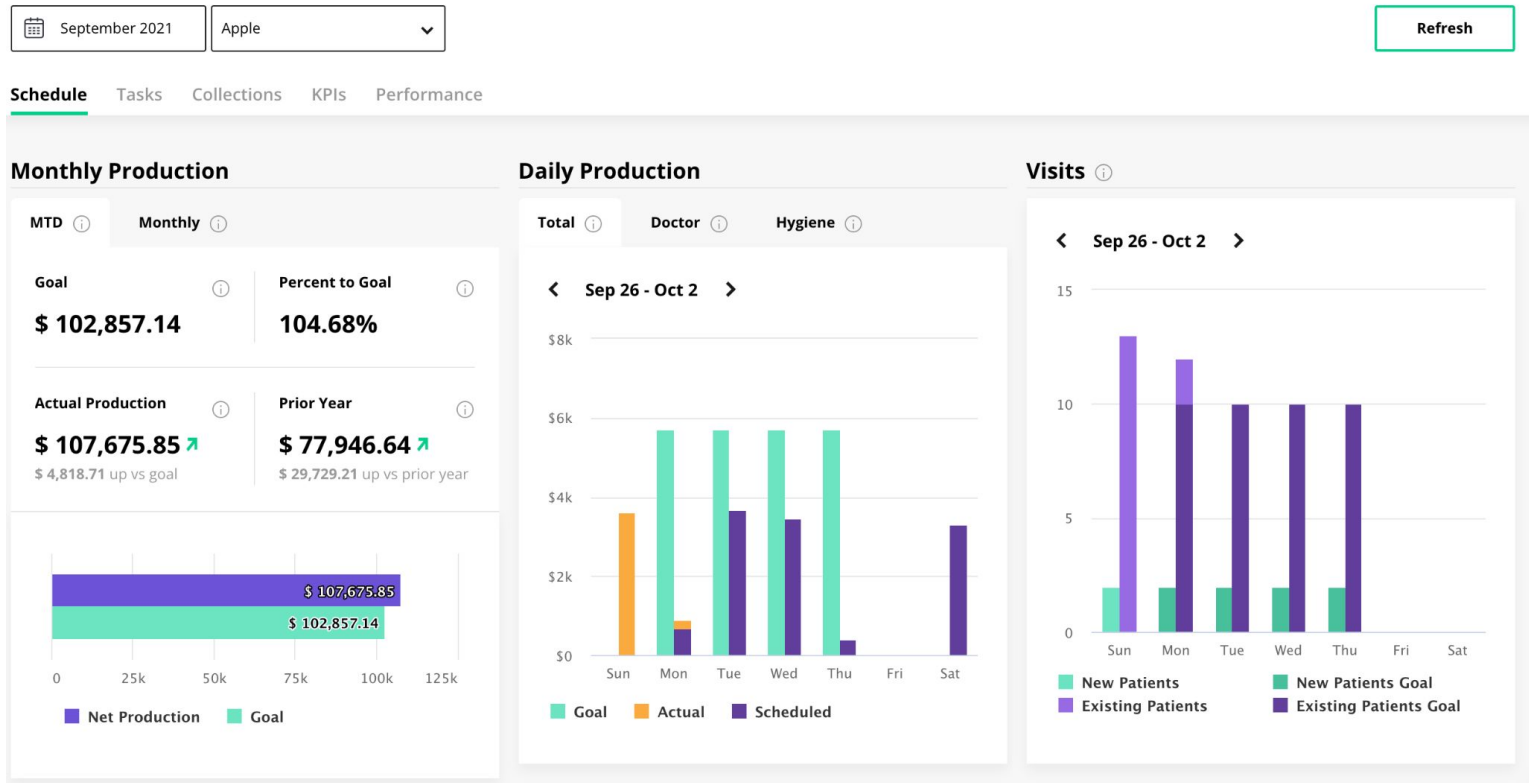 September 2021
Apple
Refresh
Schedule Tasks Collections KPIs Performance
Monthly Production
MTD Monthly
Goal
$ 102,857.14
Percent to Goal
104.68%
Actual Production
$ 107,675.85
$ 4,818.71 up vs goal
Prior Year
$ 77,946.64
$ 29,729.21 up vs prior year
$ 107,675.85
$ 102,857.14
0 25k 50k 75k 100k 125k
Net Production Goal
Daily Production
Total Doctor Hygiene
Sep 26 - Oct 2
$8k
$6k
$4k
$2k
$0
Sun Mon Tue Wed Thu Fri Sat
Goal Actual Scheduled
Visits
Sep 26 - Oct 2
15
10
5
0
Sun Mon Tue Wed Thu Fri Sat
New Patients New Patients Goal
Existing Patients Existing Patients Goal